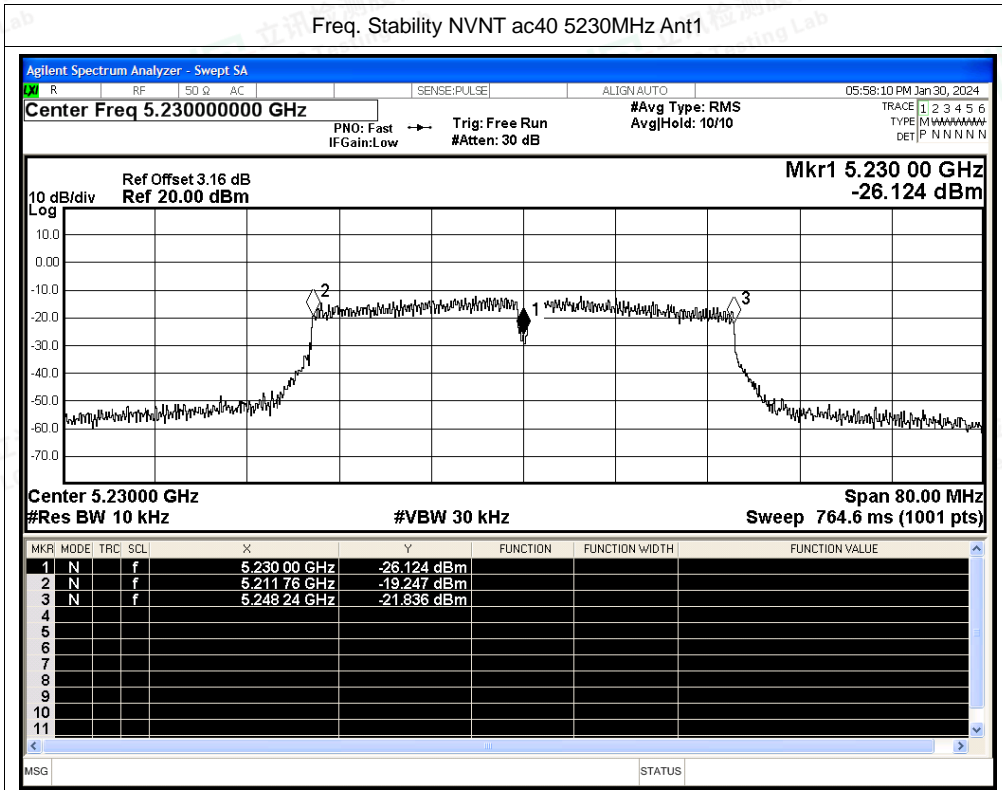 Freq. Stability NVNT ac40 5230MHz Ant1
Agilent Spectrum Analyzer - Swept SA
LXI R RF 50 Ω AC SENSE:PULSE ALIGN AUTO 05:58:10 PM Jan 30, 2024
Center Freq 5.230000000 GHz #Avg Type: RMS TRACE 1 2 3 4 5 6
PNO: Fast Trig: Free Run Avg|Hold: 10/10 TYPE M WWWWW
IFGain:Low #Atten: 30 dB DET P N N N N N
Mkr1 5.230 00 GHz
Ref Offset 3.16 dB
10 dB/div Ref 20.00 dBm -26.124 dBm
Log
10.0
0.00
-10.0
2
3
1
-20.0
-30.0
-40.0
-50.0
-60.0
-70.0
Center 5.23000 GHz Span 80.00 MHz
#Res BW 10 kHz #VBW 30 kHz Sweep 764.6 ms (1001 pts)
MKR MODE TRC SCL X Y FUNCTION FUNCTION WIDTH FUNCTION VALUE
1 N f 5.230 00 GHz -26.124 dBm
2 N f 5.211 76 GHz -19.247 dBm
3 N f 5.248 24 GHz -21.836 dBm
4
5
6
7
8
9
10
11
MSG STATUS